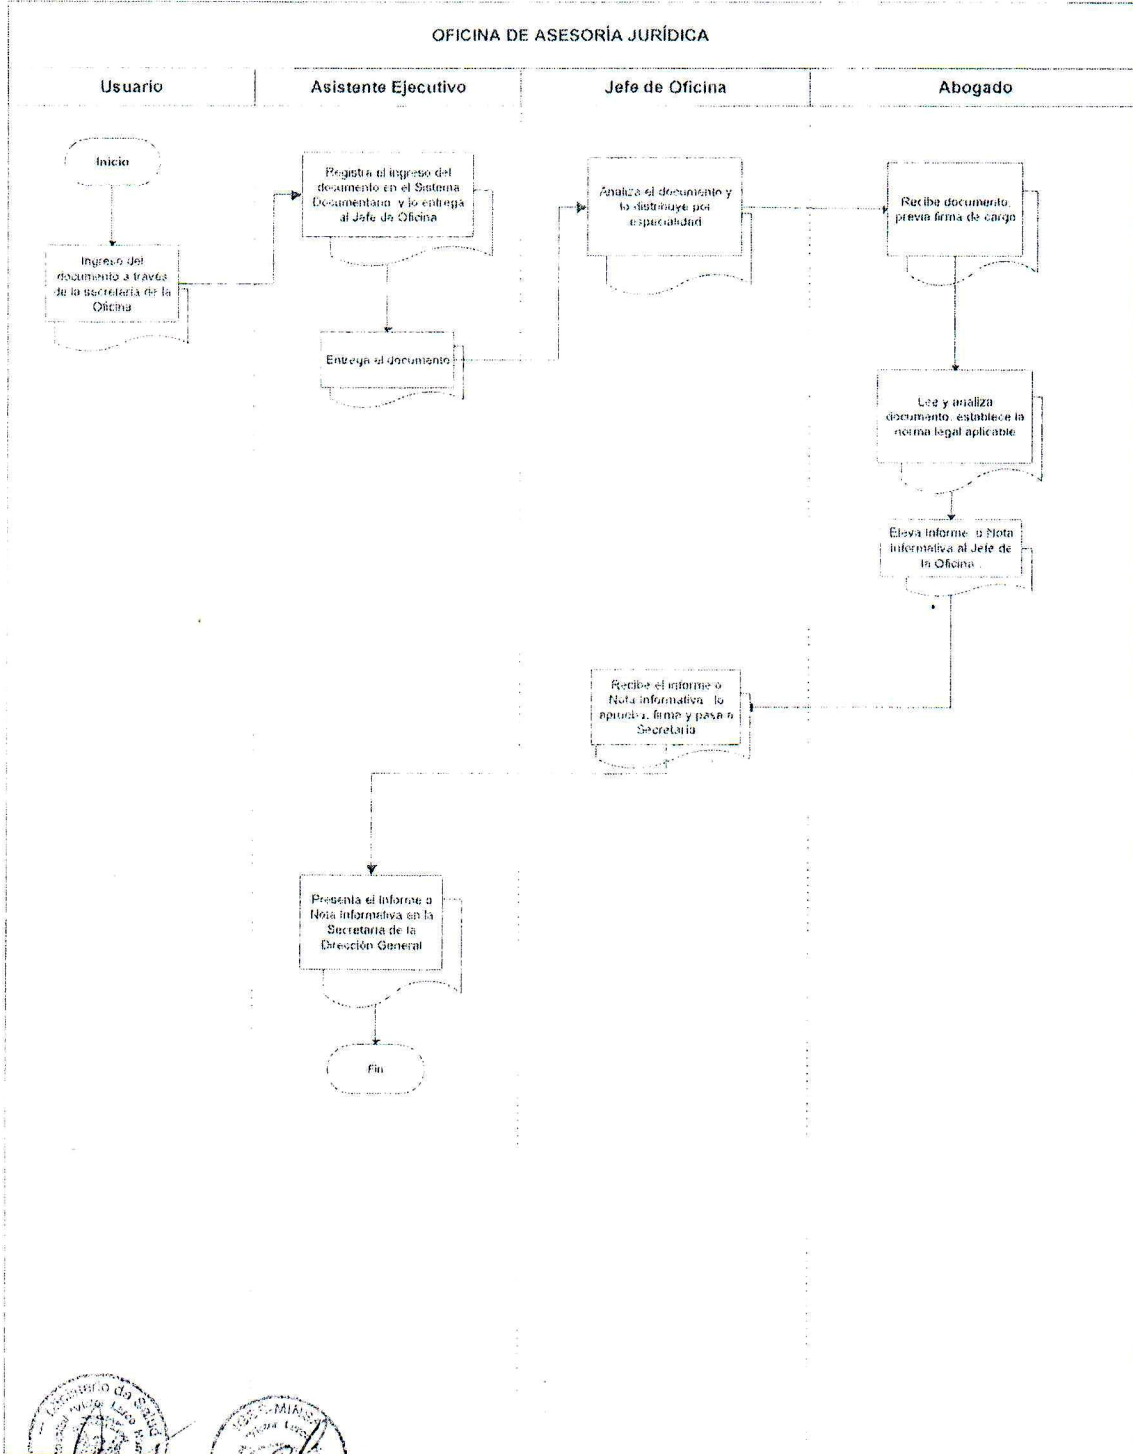 OFICINA DE ASESORÍA JURÍDICA
Usuario
Asistente Ejecutivo
Jefe de Oficina
Abogado
Inicio
Ingreso del
documento a través
de la secretaría de la
Oficina
Registra el ingreso del
documento en el Sistema
Documentario y lo entrega
al Jefe de Oficina
Entrega el documento
Analiza el documento y
lo distribuye por
especialidad
Recibe documento,
previa firma de cargo
Lee y analiza
documento, establece la
norma legal aplicable
Eleva Informe u Nota
Informativa al Jefe de
la Oficina.
Recibe el informe o
Nota Informativa lo
aprueba, firma y pasa a
Secretaría
Presenta el Informe o
Nota Informativa en la
Secretaría de la
Dirección General
Fin
Ministerio de Salud